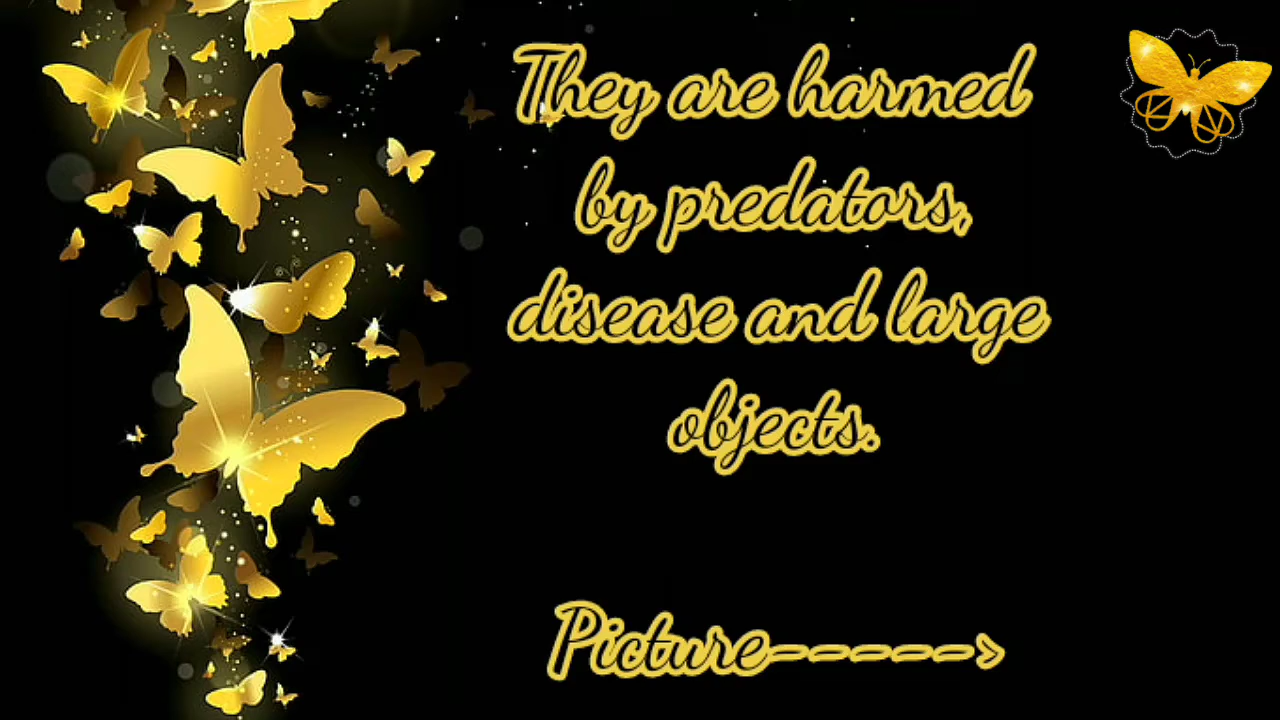 They are harmed
by predators,
disease and large
objects.
Picture----->